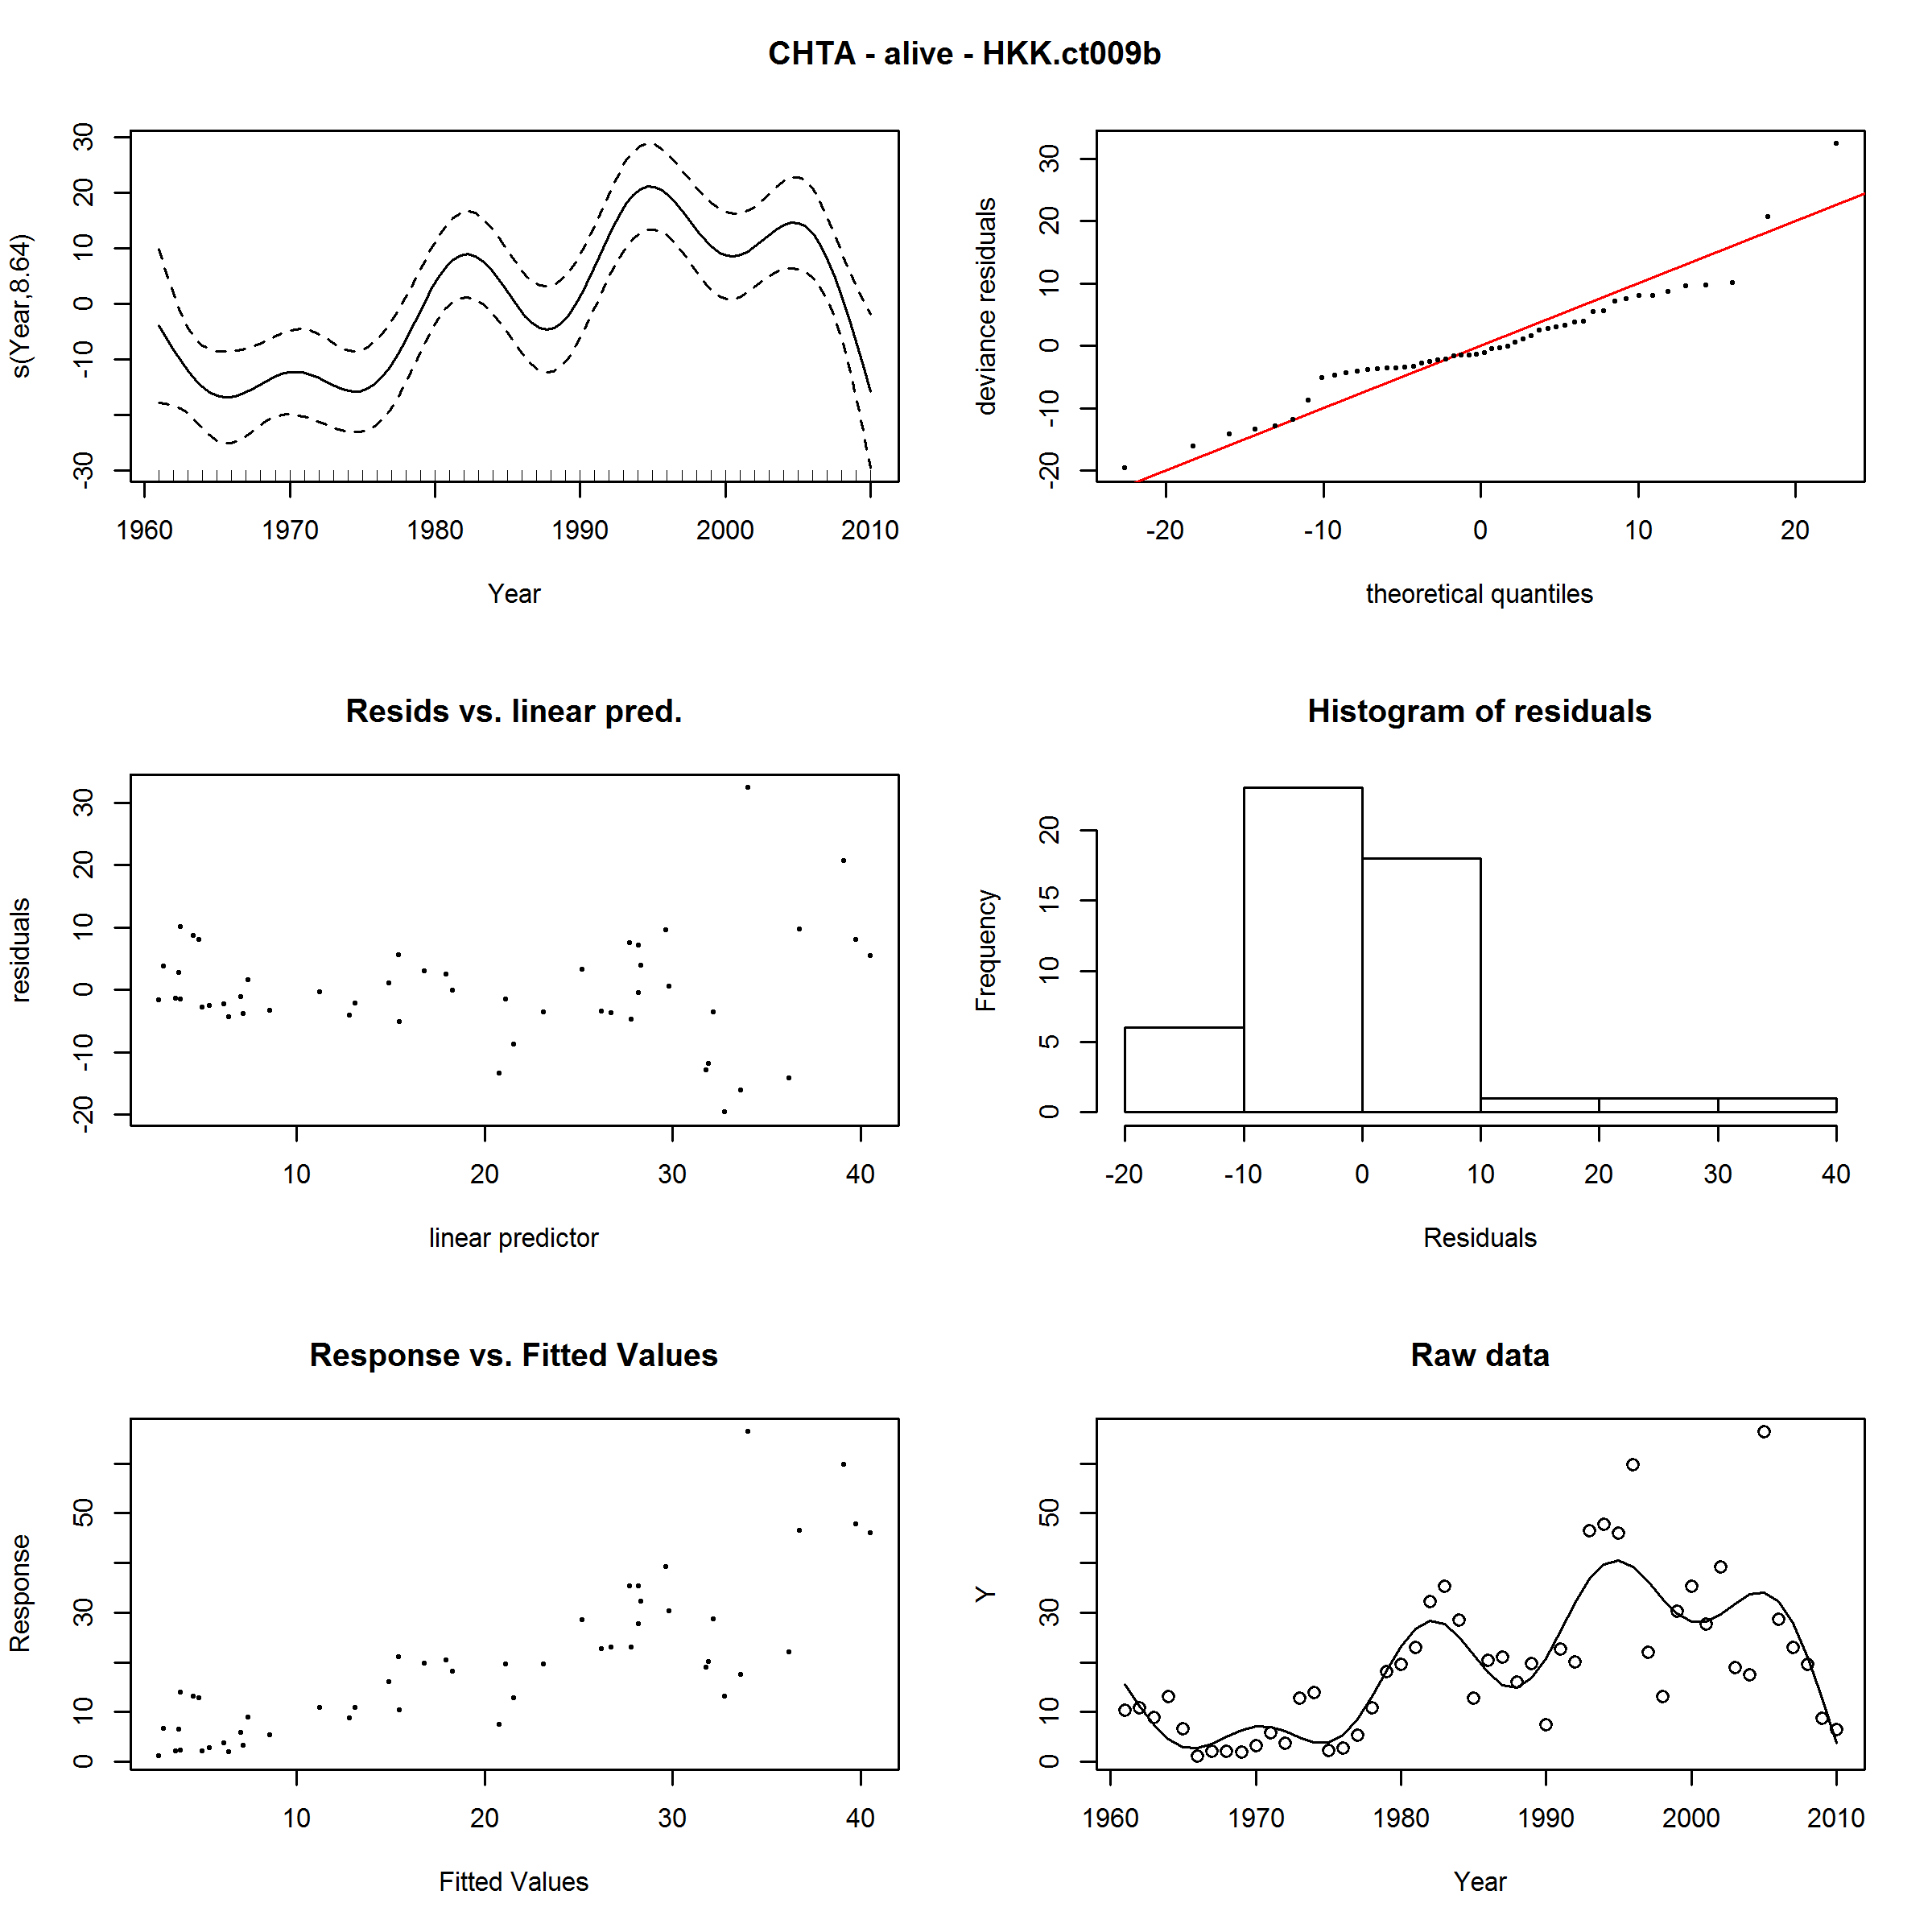 CHTA - alive - HKK.ct009b
s(Year,8.64)
30
20
10
0
-10
-30
1960 1970 1980 1990 2000 2010
Year
deviance residuals
30
20
10
0
-10
-20
-20 -10 0 10 20
theoretical quantiles
Resids vs. linear pred.
residuals
30
20
10
0
-10
-20
10 20 30 40
linear predictor
Histogram of residuals
Frequency
20
15
10
5
0
-20 -10 0 10 20 30 40
Residuals
Response vs. Fitted Values
Response
50
30
10
0
10 20 30 40
Fitted Values
Raw data
Y
50
30
10
0
1960 1970 1980 1990 2000 2010
Year